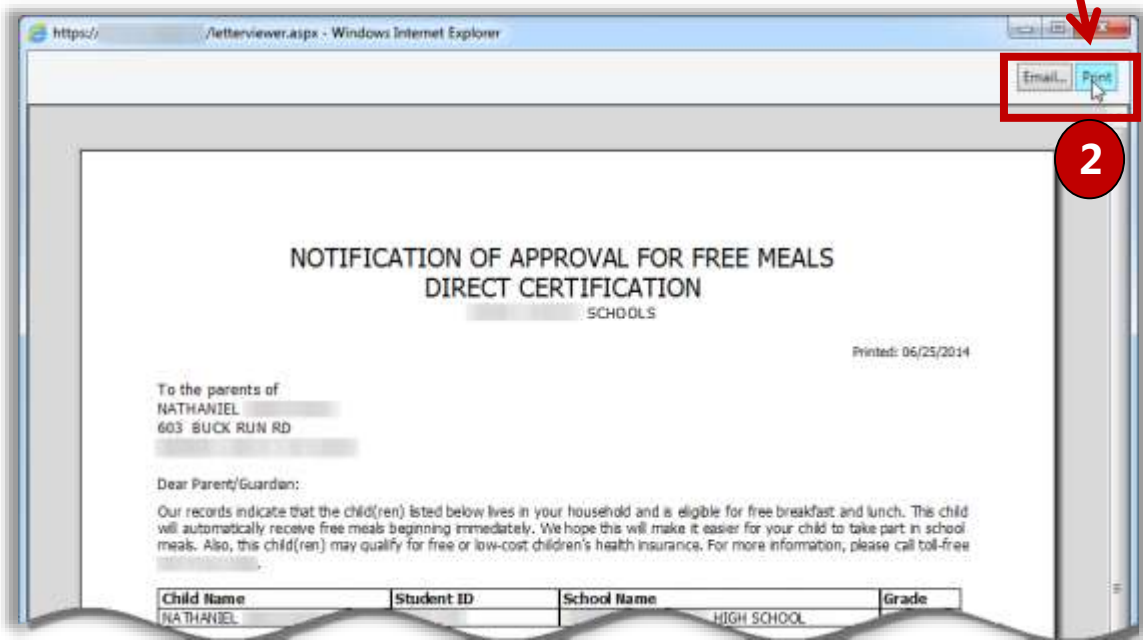 https:// /letterviewer.aspx - Windows Internet Explorer
Email... Print
2
NOTIFICATION OF APPROVAL FOR FREE MEALS
DIRECT CERTIFICATION
SCHOOLS
Printed: 06/25/2014
To the parents of
NATHANIEL
603 BUCK RUN RD
Dear Parent/Guardian:
Our records indicate that the child(ren) listed below lives in your household and is eligible for free breakfast and lunch. This child
will automatically receive free meals beginning immediately. We hope this will make it easier for your child to take part in school
meals. Also, this child(ren) may qualify for free or low-cost children's health insurance. For more information, please call toll-free
.
Child Name Student ID School Name Grade
NATHANIEL HIGH SCHOOL